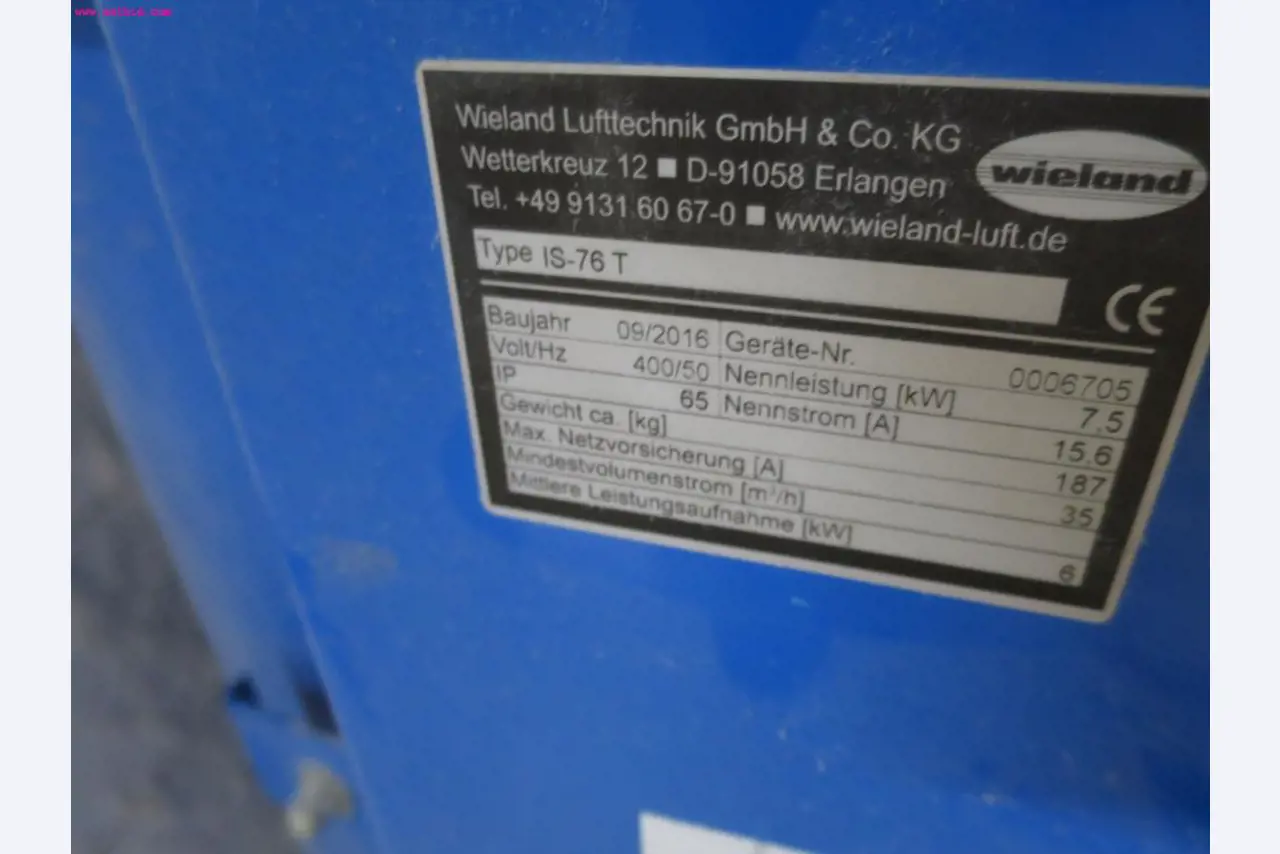 Wieland Lufttechnik GmbH & Co. KG
Wetterkreuz 12 ■ D-91058 Erlangen
Tel. +49 9131 60 67-0 ■ www.wieland-luft.de
wieland
Type IS-76 T
CE
Baujahr 09/2016 Geräte-Nr. 0006705
Volt/Hz 400/50 Nennleistung [kW] 7,5
IP 65 Nennstrom [A] 15,6
Gewicht ca. [kg] 187
Max. Netzvorsicherung [A] 35
Mindestvolumenstrom [m³/h]
Mittlere Leistungsaufnahme [kW] 6